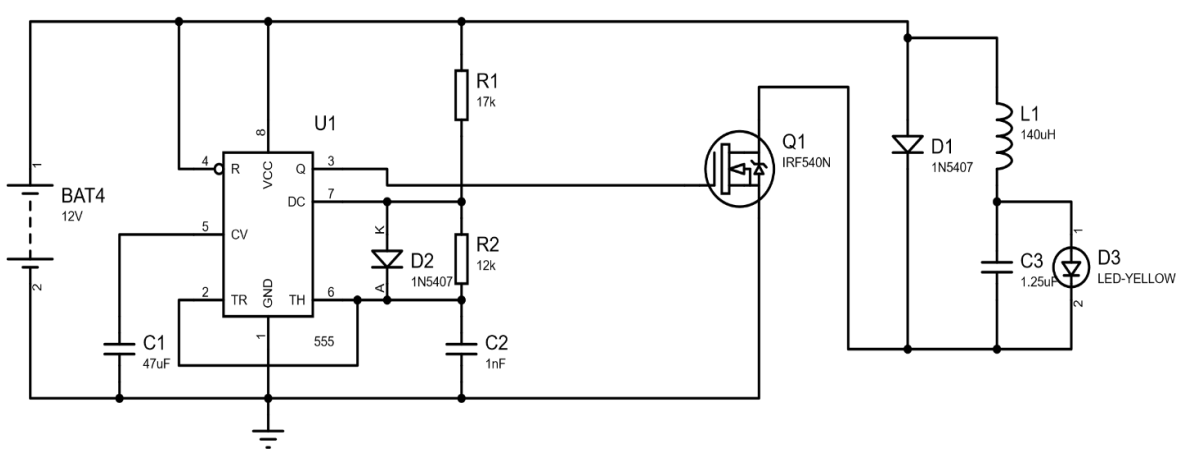 BAT4
12V
1
2
U1
555
4
R
8
VCC
Q
3
DC
7
5
CV
2
TR
GND
1
TH
6
C1
47uF
R1
17k
R2
12k
K
A
D2
1N5407
C2
1nF
Q1
IRF540N
D1
1N5407
L1
140uH
C3
1.25uF
1
2
D3
LED-YELLOW